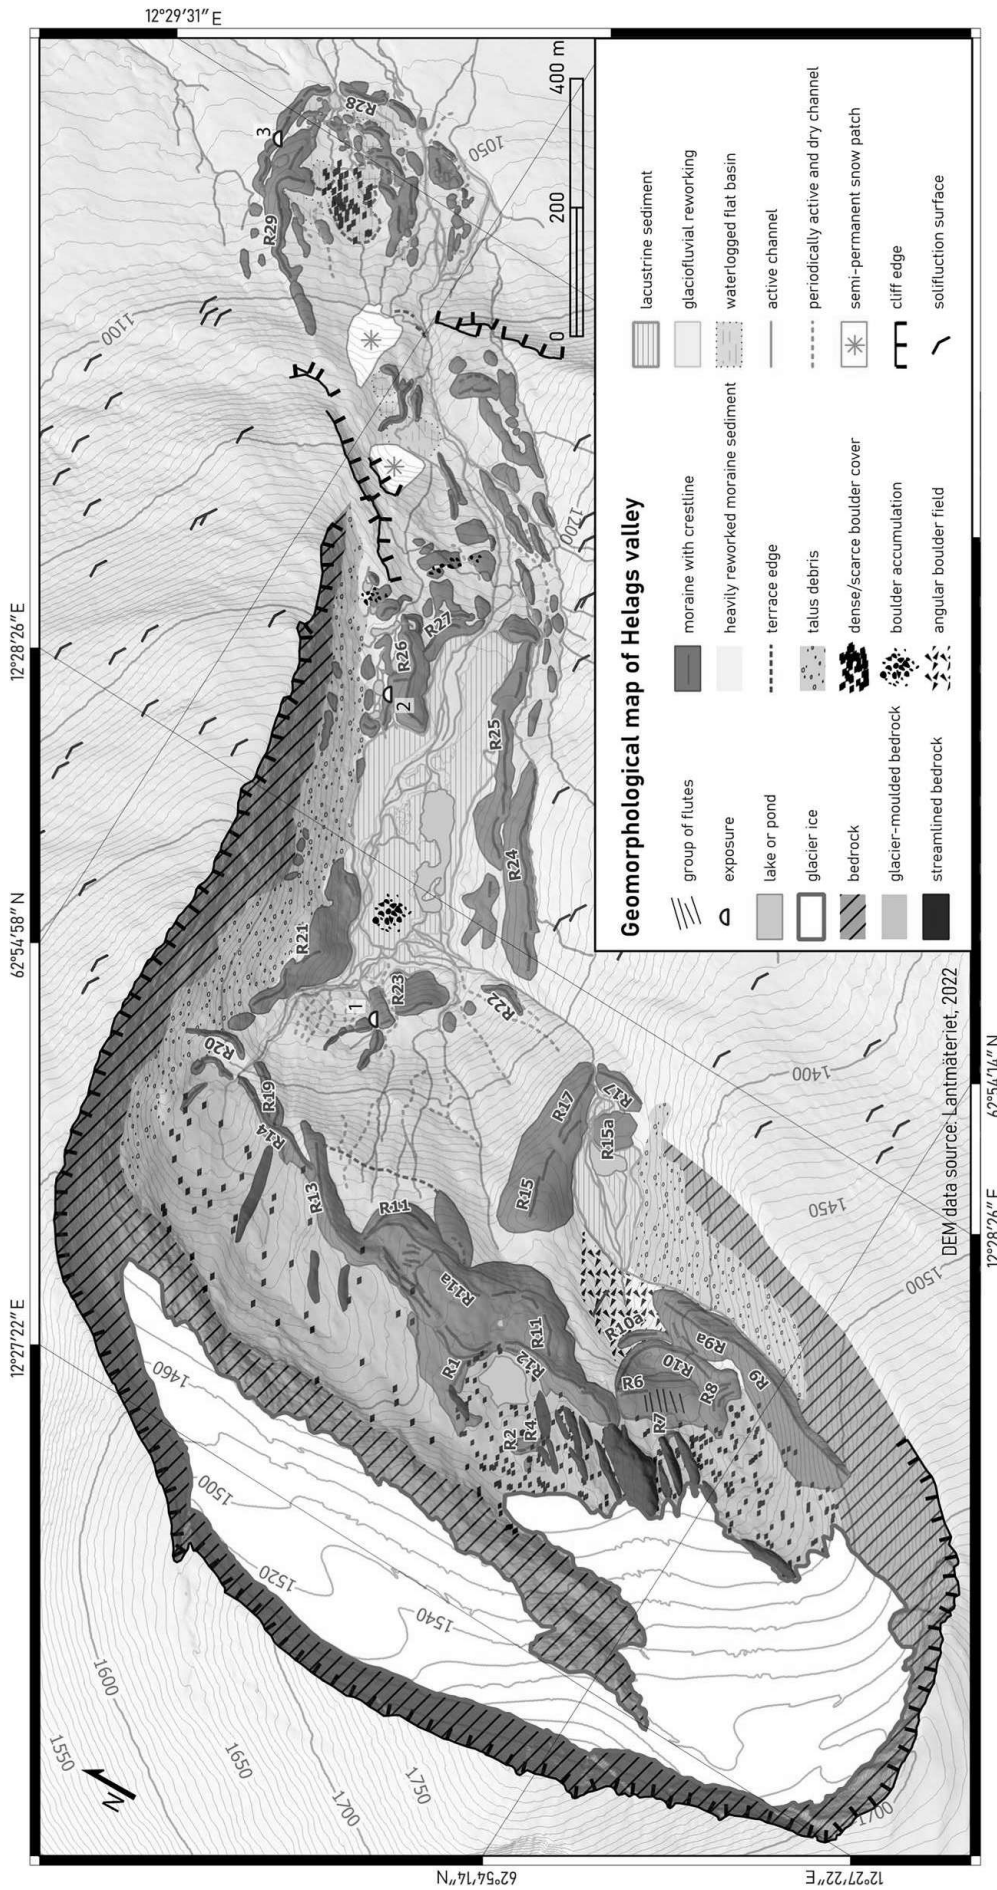 12°27'22" E
62°54'58" N
12°28'26" E
12°29'31" E
1550
1600
1650
1700
1750
1700
N
1460
1500
1520
1540
R1
R2
R4
R12
R11
R11a
R11
R13
R14
R19
R20
R21
R6
R7
R8
R10
R10a
R9a
R9
R15
R15a
R17
R17
R22
R23
1
R24
R25
R26
2
R27
R28
R29
3
1100
1050
1200
1400
1450
1500
0 200 400 m
DEM data source: Lantmäteriet, 2022
Geomorphological map of Helags valley
group of flutes
exposure
lake or pond
glacier ice
bedrock
glacier-moulded bedrock
streamlined bedrock
moraine with crestline
heavily reworked moraine sediment
terrace edge
talus debris
dense/scarce boulder cover
boulder accumulation
angular boulder field
lacustrine sediment
glaciofluvial reworking
waterlogged flat basin
active channel
periodically active and dry channel
semi-permanent snow patch
cliff edge
solifluction surface
62°54'14"N
12°27'22"E
12°28'26"E
62°54'14"N